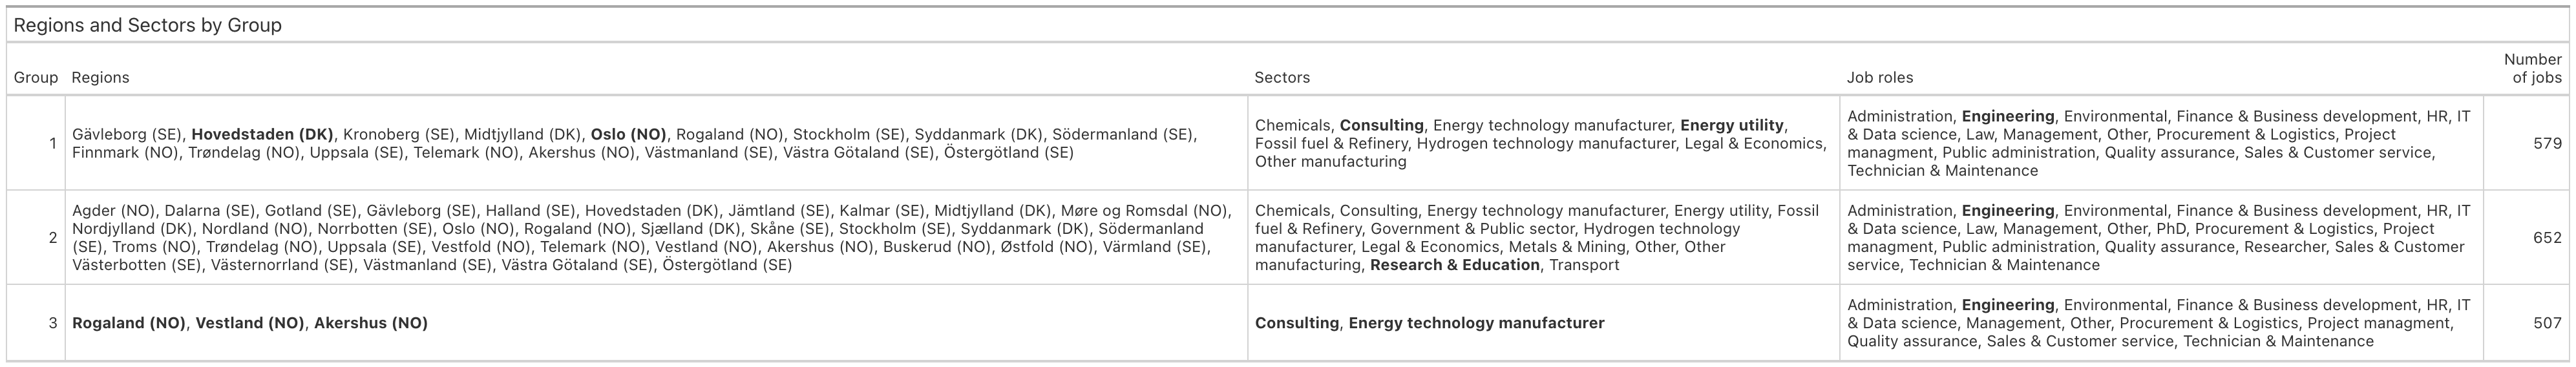 Regions and Sectors by Group
Group Regions Sectors Job roles Number of jobs
1
Gävleborg (SE), Hovedstaden (DK), Kronoberg (SE), Midtjylland (DK), Oslo (NO), Rogaland (NO), Stockholm (SE), Syddanmark (DK), Södermanland (SE),
Finnmark (NO), Trøndelag (NO), Uppsala (SE), Telemark (NO), Akershus (NO), Västmanland (SE), Västra Götaland (SE), Östergötland (SE)
Chemicals, Consulting, Energy technology manufacturer, Energy utility,
Fossil fuel & Refinery, Hydrogen technology manufacturer, Legal & Economics,
Other manufacturing
Administration, Engineering, Environmental, Finance & Business development, HR, IT
& Data science, Law, Management, Other, Procurement & Logistics, Project
managment, Public administration, Quality assurance, Sales & Customer service,
Technician & Maintenance
579
2
Agder (NO), Dalarna (SE), Gotland (SE), Gävleborg (SE), Halland (SE), Hovedstaden (DK), Jämtland (SE), Kalmar (SE), Midtjylland (DK), Møre og Romsdal (NO),
Nordjylland (DK), Nordland (NO), Norrbotten (SE), Oslo (NO), Rogaland (NO), Sjælland (DK), Skåne (SE), Stockholm (SE), Syddanmark (DK), Södermanland
(SE), Troms (NO), Trøndelag (NO), Uppsala (SE), Vestfold (NO), Telemark (NO), Vestland (NO), Akershus (NO), Buskerud (NO), Østfold (NO), Värmland (SE),
Västerbotten (SE), Västernorrland (SE), Västmanland (SE), Västra Götaland (SE), Östergötland (SE)
Chemicals, Consulting, Energy technology manufacturer, Energy utility, Fossil
fuel & Refinery, Government & Public sector, Hydrogen technology
manufacturer, Legal & Economics, Metals & Mining, Other, Other
manufacturing, Research & Education, Transport
Administration, Engineering, Environmental, Finance & Business development, HR, IT
& Data science, Law, Management, Other, PhD, Procurement & Logistics, Project
managment, Public administration, Quality assurance, Researcher, Sales & Customer
service, Technician & Maintenance
652
3
Rogaland (NO), Vestland (NO), Akershus (NO)
Consulting, Energy technology manufacturer
Administration, Engineering, Environmental, Finance & Business development, HR, IT
& Data science, Management, Other, Procurement & Logistics, Project managment,
Quality assurance, Sales & Customer service, Technician & Maintenance
507